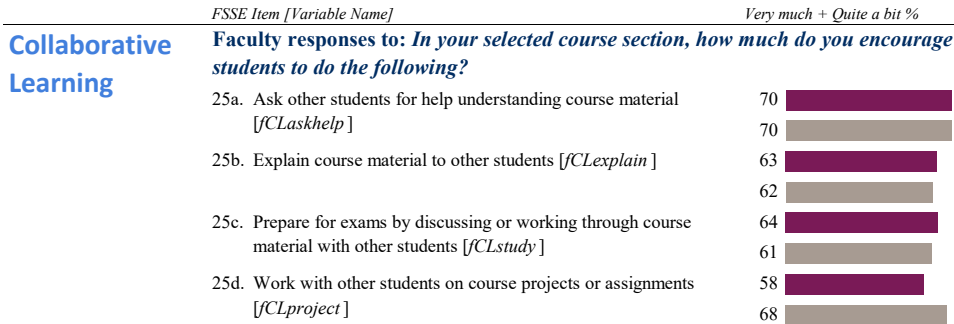 FSSE Item [Variable Name] Very much + Quite a bit %
Collaborative
Learning
Faculty responses to: In your selected course section, how much do you encourage
students to do the following?
25a. Ask other students for help understanding course material 70
[fCLaskhelp ]
70
25b. Explain course material to other students [fCLexplain ] 63
62
25c. Prepare for exams by discussing or working through course 64
material with other students [fCLstudy ] 61
25d. Work with other students on course projects or assignments 58
[fCLproject ] 68